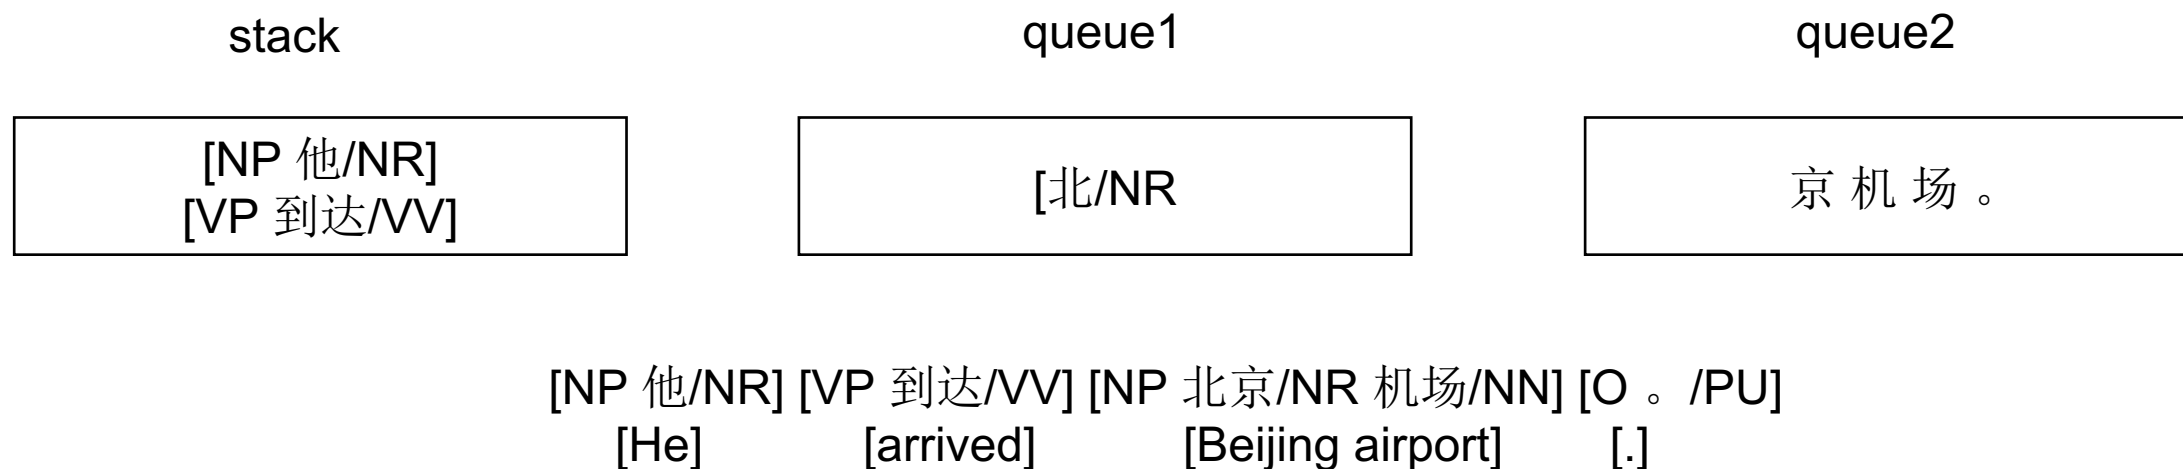 stack queue1 queue2
[NP 他/NR]
[VP 到达/VV]
[北/NR
京 机 场 。
[NP 他/NR] [VP 到达/VV] [NP 北京/NR 机场/NN] [O 。/PU]
[He] [arrived] [Beijing airport] [.]